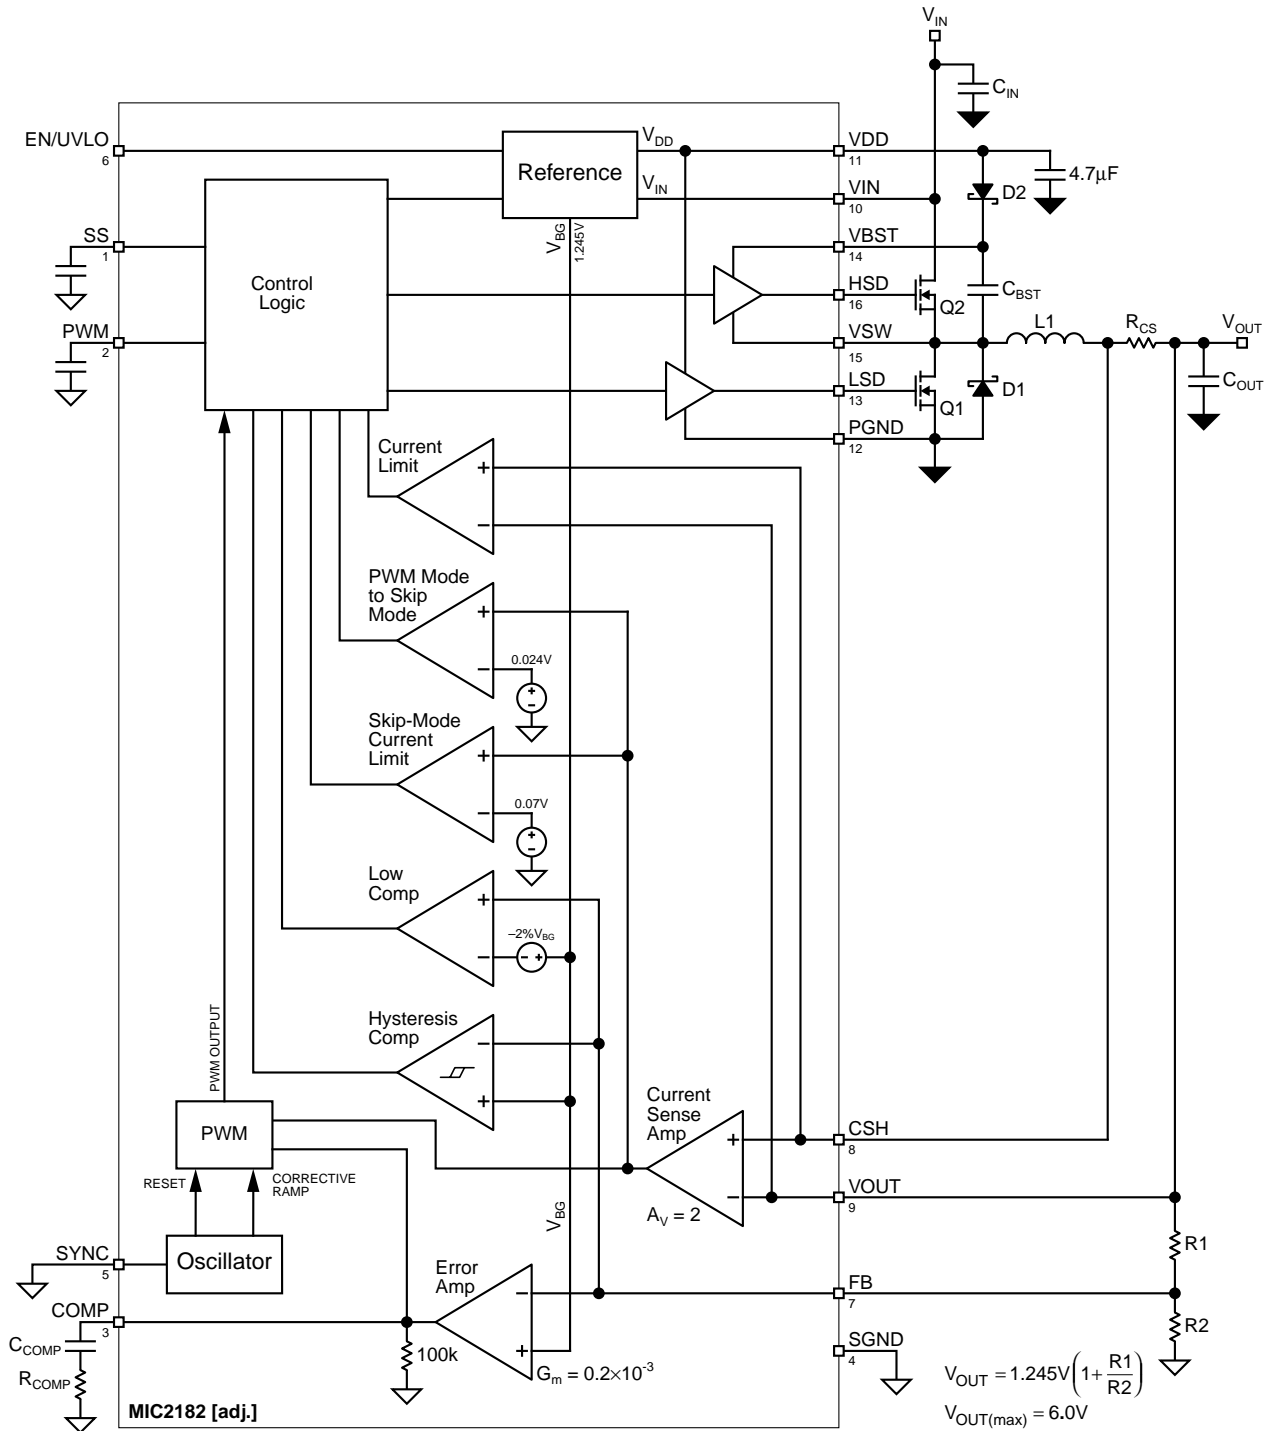 V_IN
C_IN
EN/UVLO
6
V_DD
VDD
11
4.7µF
Reference
V_IN
VIN
10
D2
SS
1
V_BG
1.245V
VBST
14
Control
Logic
HSD
16
Q2
C_BST
PWM
2
VSW
15
L1
R_CS
V_OUT
C_OUT
LSD
13
Q1
D1
PGND
12
Current
Limit
+
−
PWM Mode
to Skip
Mode
+
−
0.024V
+
−
Skip-Mode
Current
Limit
+
−
0.07V
+
−
Low
Comp
+
−
–2%V_BG
- +
Hysteresis
Comp
−
+
PWM OUTPUT
PWM
Current
Sense
Amp
+
−
A_V = 2
CSH
8
RESET
CORRECTIVE
RAMP
V_BG
VOUT
9
R1
SYNC
5
Oscillator
Error
Amp
−
+
FB
7
COMP
3
R2
C_COMP
100k
G_m = 0.2×10^-3
SGND
4
R_COMP
V_OUT = 1.245V(1+R1/R2)
V_OUT(max) = 6.0V
MIC2182 [adj.]